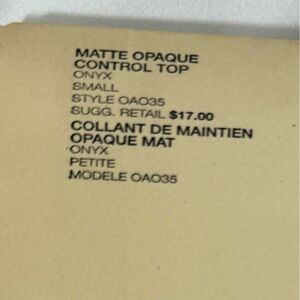 MATTE OPAQUE
CONTROL TOP
ONYX
SMALL
STYLE OAO35
SUGG. RETAIL $17.00
COLLANT DE MAINTIEN
OPAQUE MAT
ONYX
PETITE
MODELE OAO35